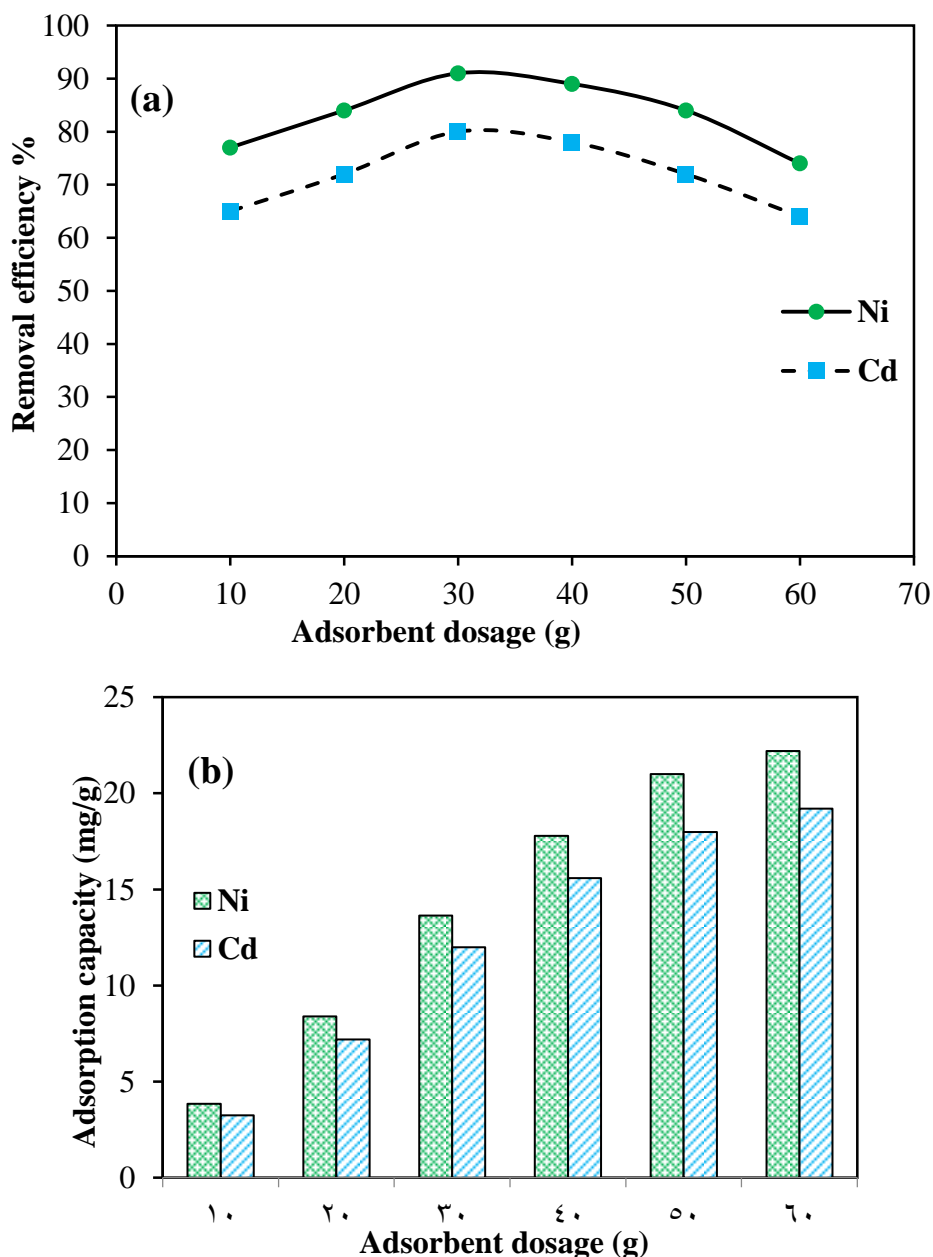 100
90
80
70
60
50
40
30
20
10
0
(a)
Removal efficiency %
Ni
Cd
0 10 20 30 40 50 60 70
Adsorbent dosage (g)
25
20
15
10
5
0
(b)
Adsorption capacity (mg/g)
Ni
Cd
١٠ ٢٠ ٣٠ ٤٠ ٥٠ ٦٠
Adsorbent dosage (g)